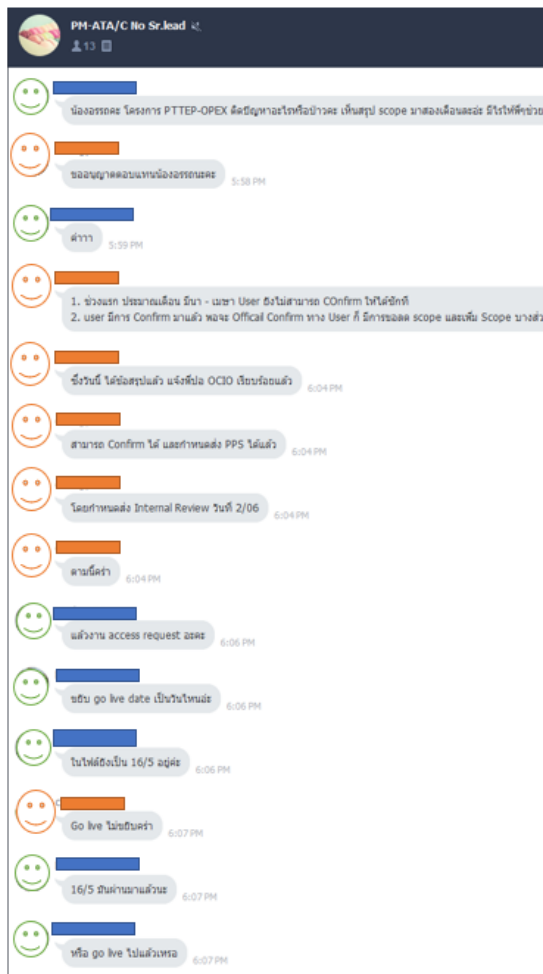 PM-ATA/C No Sr.lead
13
น้องอรรถคะ โครงการ PTTEP-OPEX ติดปัญหาอะไรหรือป่าวคะ เห็นสรุป scope มาสองเดือนละอ่ะ มีไรให้พี่ๆช่วย
ขออนุญาตตอบแทนน้องอรรถนะคะ
5:58 PM
ค่าาา
5:59 PM
1. ช่วงแรก ประมาณเดือน มีนา - เมษา User ยังไม่สามารถ COnfirm ให้ได้ซักที
2. user มีการ Confirm มาแล้ว พอจะ Offical Confirm ทาง User ก็ มีการขอลด scope และเพิ่ม Scope บางส่ว
ซึ่งวันนี้ ได้ข้อสรุปแล้ว แจ้งพี่ปอ OCIO เรียบร้อยแล้ว
6:04 PM
สามารถ Confirm ได้ และกำหนดส่ง PPS ได้แล้ว
6:04 PM
โดยกำหนดส่ง Internal Review วันที่ 2/06
6:04 PM
ตามนี้คร่า
6:04 PM
แล้วงาน access request อะคะ
6:06 PM
ขยับ go live date เป็นวันไหนอ่ะ
6:06 PM
ในไฟล์ยังเป็น 16/5 อยู่ค่ะ
6:06 PM
Go live ไม่ขยับคร่า
6:07 PM
16/5 มันผ่านมาแล้วนะ
6:07 PM
หรือ go live ไปแล้วเหรอ
6:07 PM